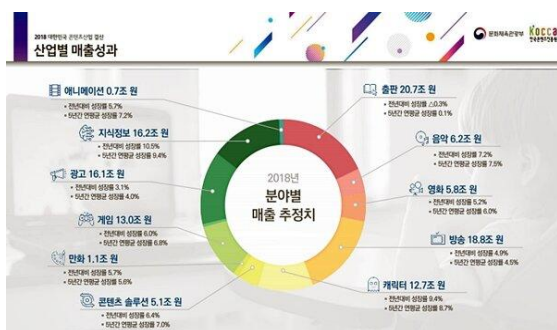 2018 대한민국 콘텐츠산업 결산
산업별 매출성과
문화체육관광부
kocca
한국콘텐츠진흥원
애니메이션 0.7조 원
• 전년대비 성장률 5.7%
• 5년간 연평균 성장률 7.2%
지식정보 16.2조 원
• 전년대비 성장률 10.5%
• 5년간 연평균 성장률 9.4%
광고 16.1조 원
• 전년대비 성장률 3.1%
• 5년간 연평균 성장률 4.0%
게임 13.0조 원
• 전년대비 성장률 6.0%
• 5년간 연평균 성장률 6.8%
만화 1.1조 원
• 전년대비 성장률 5.7%
• 5년간 연평균 성장률 5.6%
콘텐츠 솔루션 5.1조 원
• 전년대비 성장률 6.4%
• 5년간 연평균 성장률 7.0%
2018년
분야별
매출 추정치
출판 20.7조 원
• 전년대비 성장률 △0.3%
• 5년간 연평균 성장률 0.1%
음악 6.2조 원
• 전년대비 성장률 7.2%
• 5년간 연평균 성장률 7.5%
영화 5.8조 원
• 전년대비 성장률 5.2%
• 5년간 연평균 성장률 6.0%
방송 18.8조 원
• 전년대비 성장률 4.9%
• 5년간 연평균 성장률 4.5%
캐릭터 12.7조 원
• 전년대비 성장률 9.4%
• 5년간 연평균 성장률 8.7%